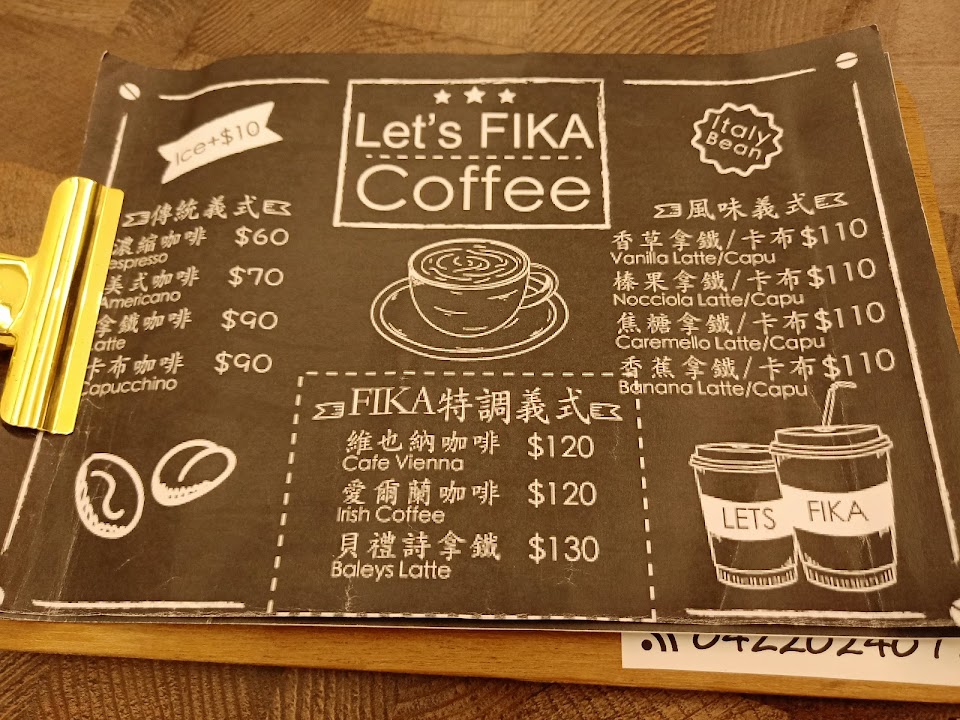 Let's FIKA
Coffee
Ice+$10
Italy
Bean
傳統義式
濃縮咖啡 $60
espresso
美式咖啡 $70
Americano
拿鐵咖啡 $90
Latte
卡布咖啡 $90
Capucchino
風味義式
香草拿鐵/卡布 $110
Vanilla Latte/Capu
榛果拿鐵/卡布 $110
Nocciola Latte/Capu
焦糖拿鐵/卡布 $110
Caremello Latte/Capu
香蕉拿鐵/卡布 $110
Banana Latte/Capu
FIKA特調義式
維也納咖啡 $120
Cafe Vienna
愛爾蘭咖啡 $120
Irish Coffee
貝禮詩拿鐵 $130
Baleys Latte
LETS
FIKA